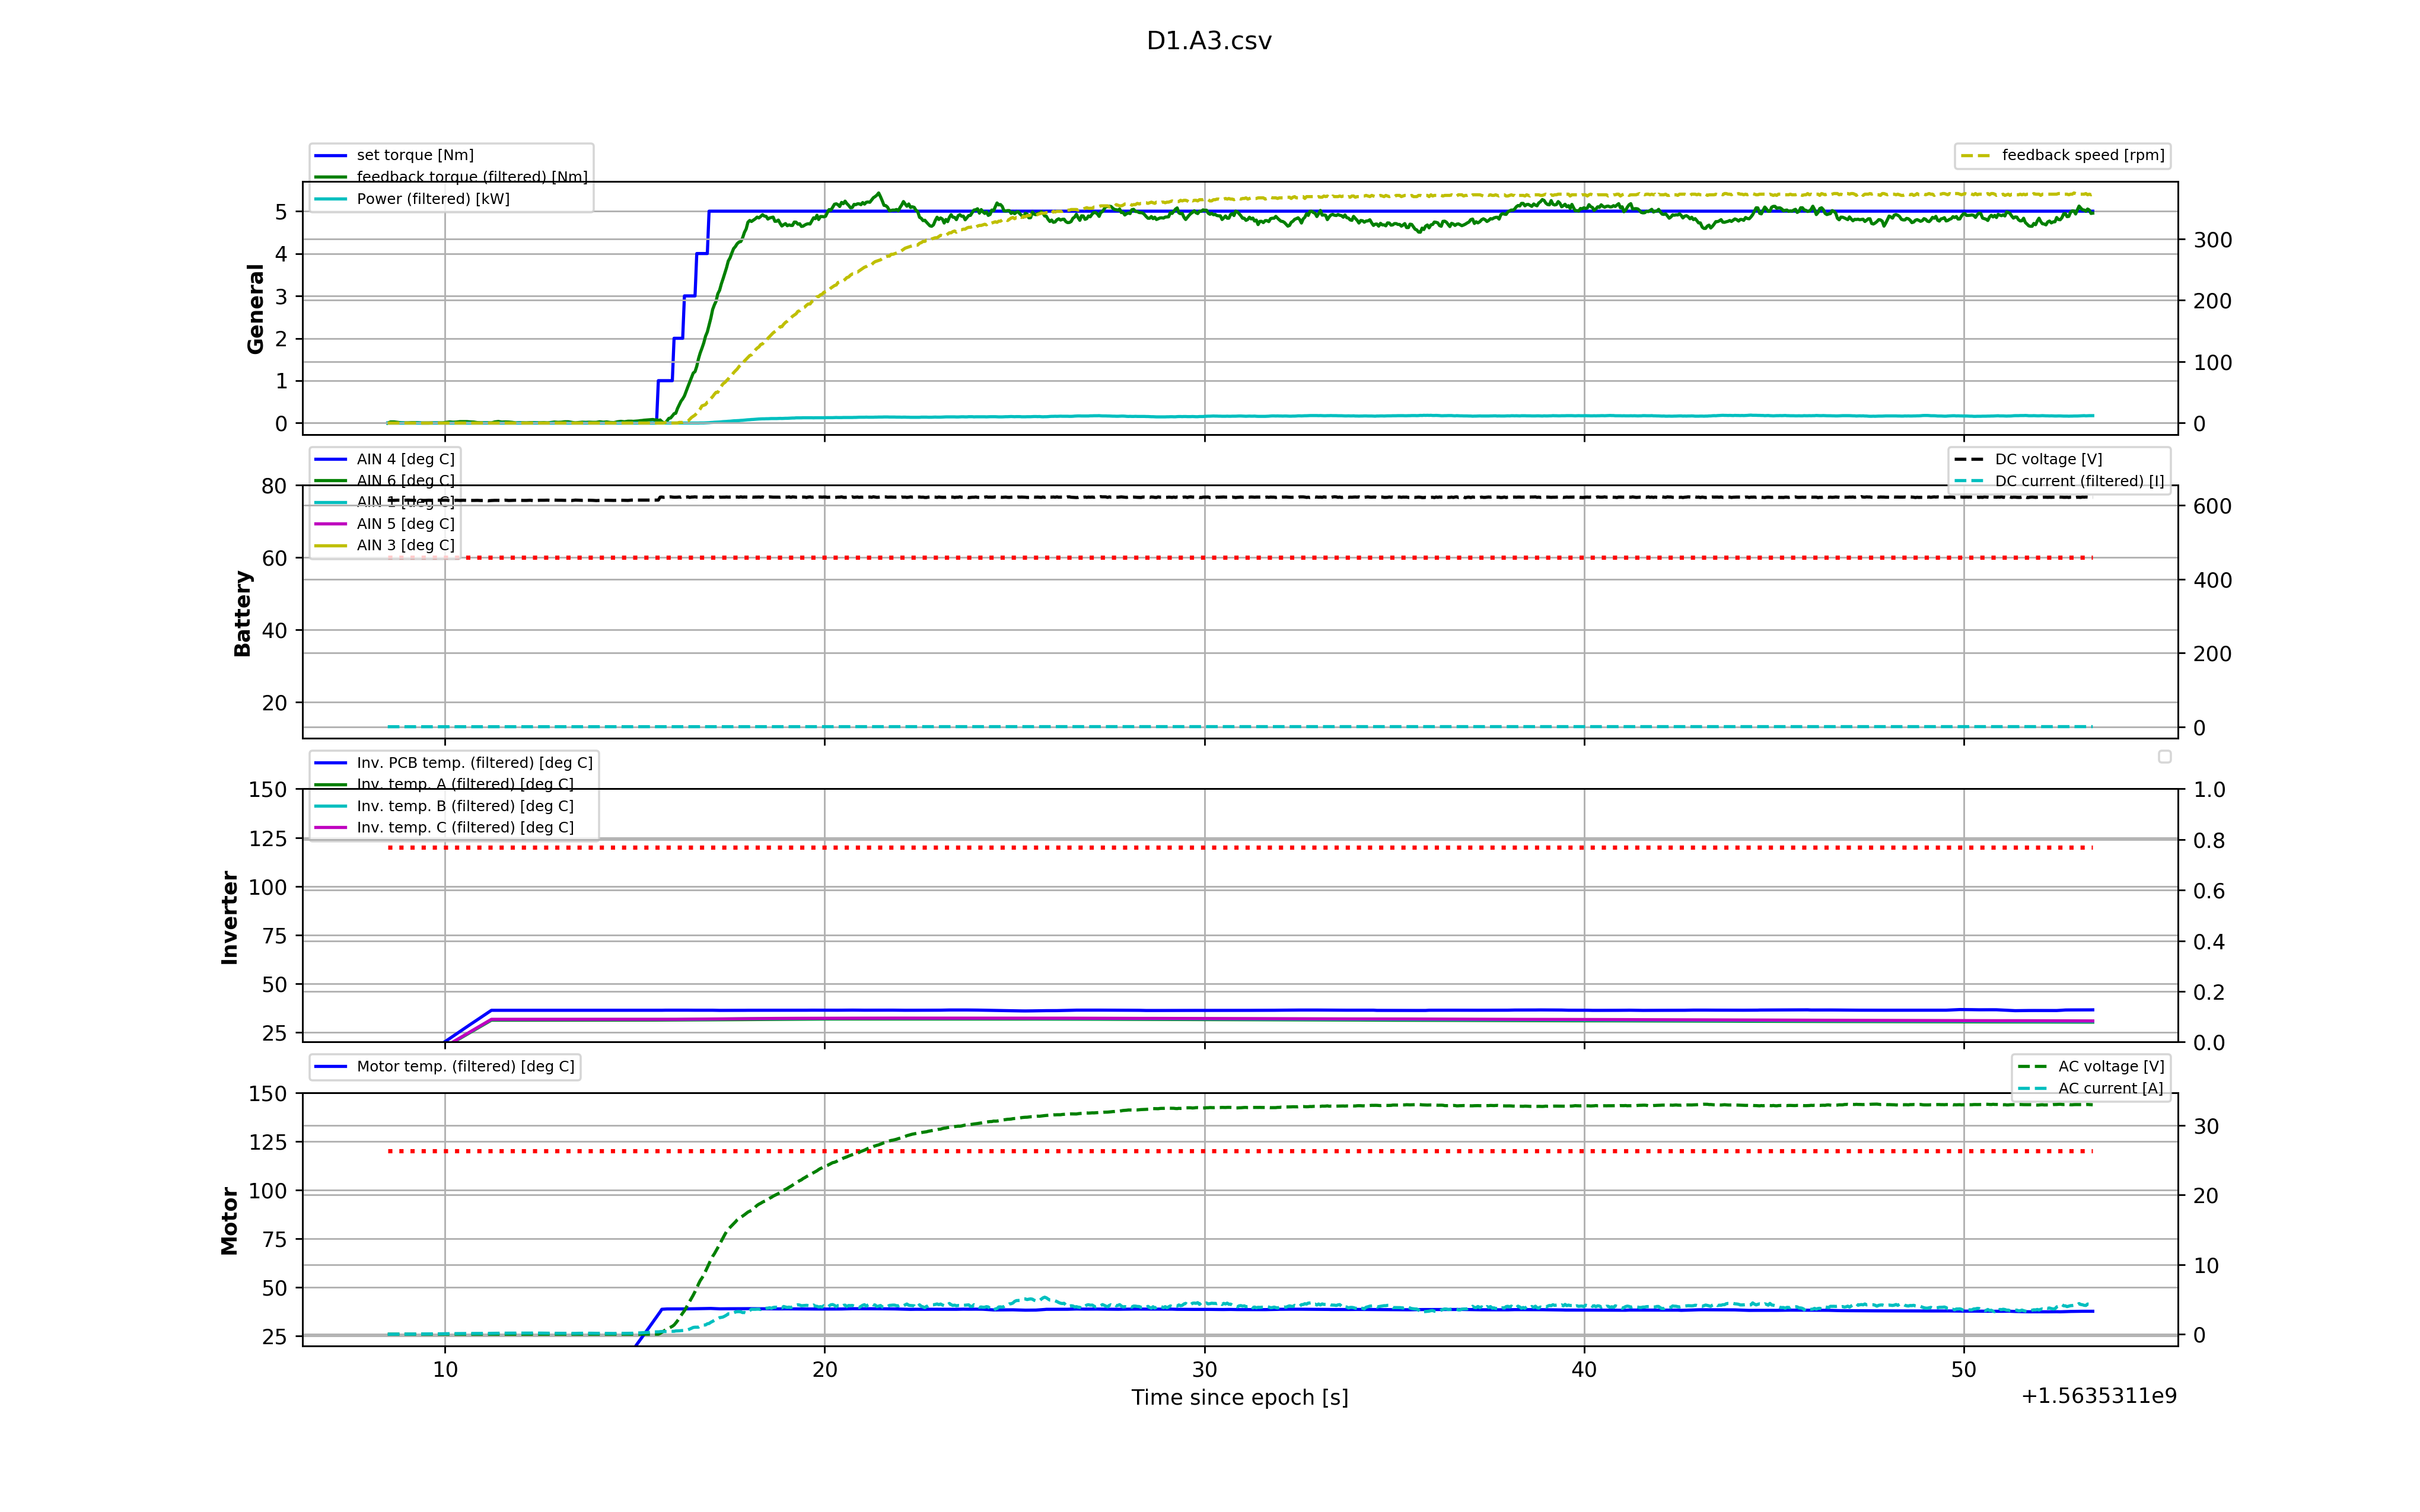 D1.A3.csv
set torque [Nm]
feedback torque (filtered) [Nm]
Power (filtered) [kW]
feedback speed [rpm]
General
5
4
3
2
1
0
300
200
100
0
AIN 4 [deg C]
AIN 6 [deg C]
AIN 1 [deg C]
AIN 5 [deg C]
AIN 3 [deg C]
DC voltage [V]
DC current (filtered) [I]
Battery
80
60
40
20
600
400
200
0
Inv. PCB temp. (filtered) [deg C]
Inv. temp. A (filtered) [deg C]
Inv. temp. B (filtered) [deg C]
Inv. temp. C (filtered) [deg C]
Inverter
150
125
100
75
50
25
1.0
0.8
0.6
0.4
0.2
0.0
Motor temp. (filtered) [deg C]
AC voltage [V]
AC current [A]
Motor
150
125
100
75
50
25
30
20
10
0
10 20 30 40 50
Time since epoch [s]
+1.5635311e9